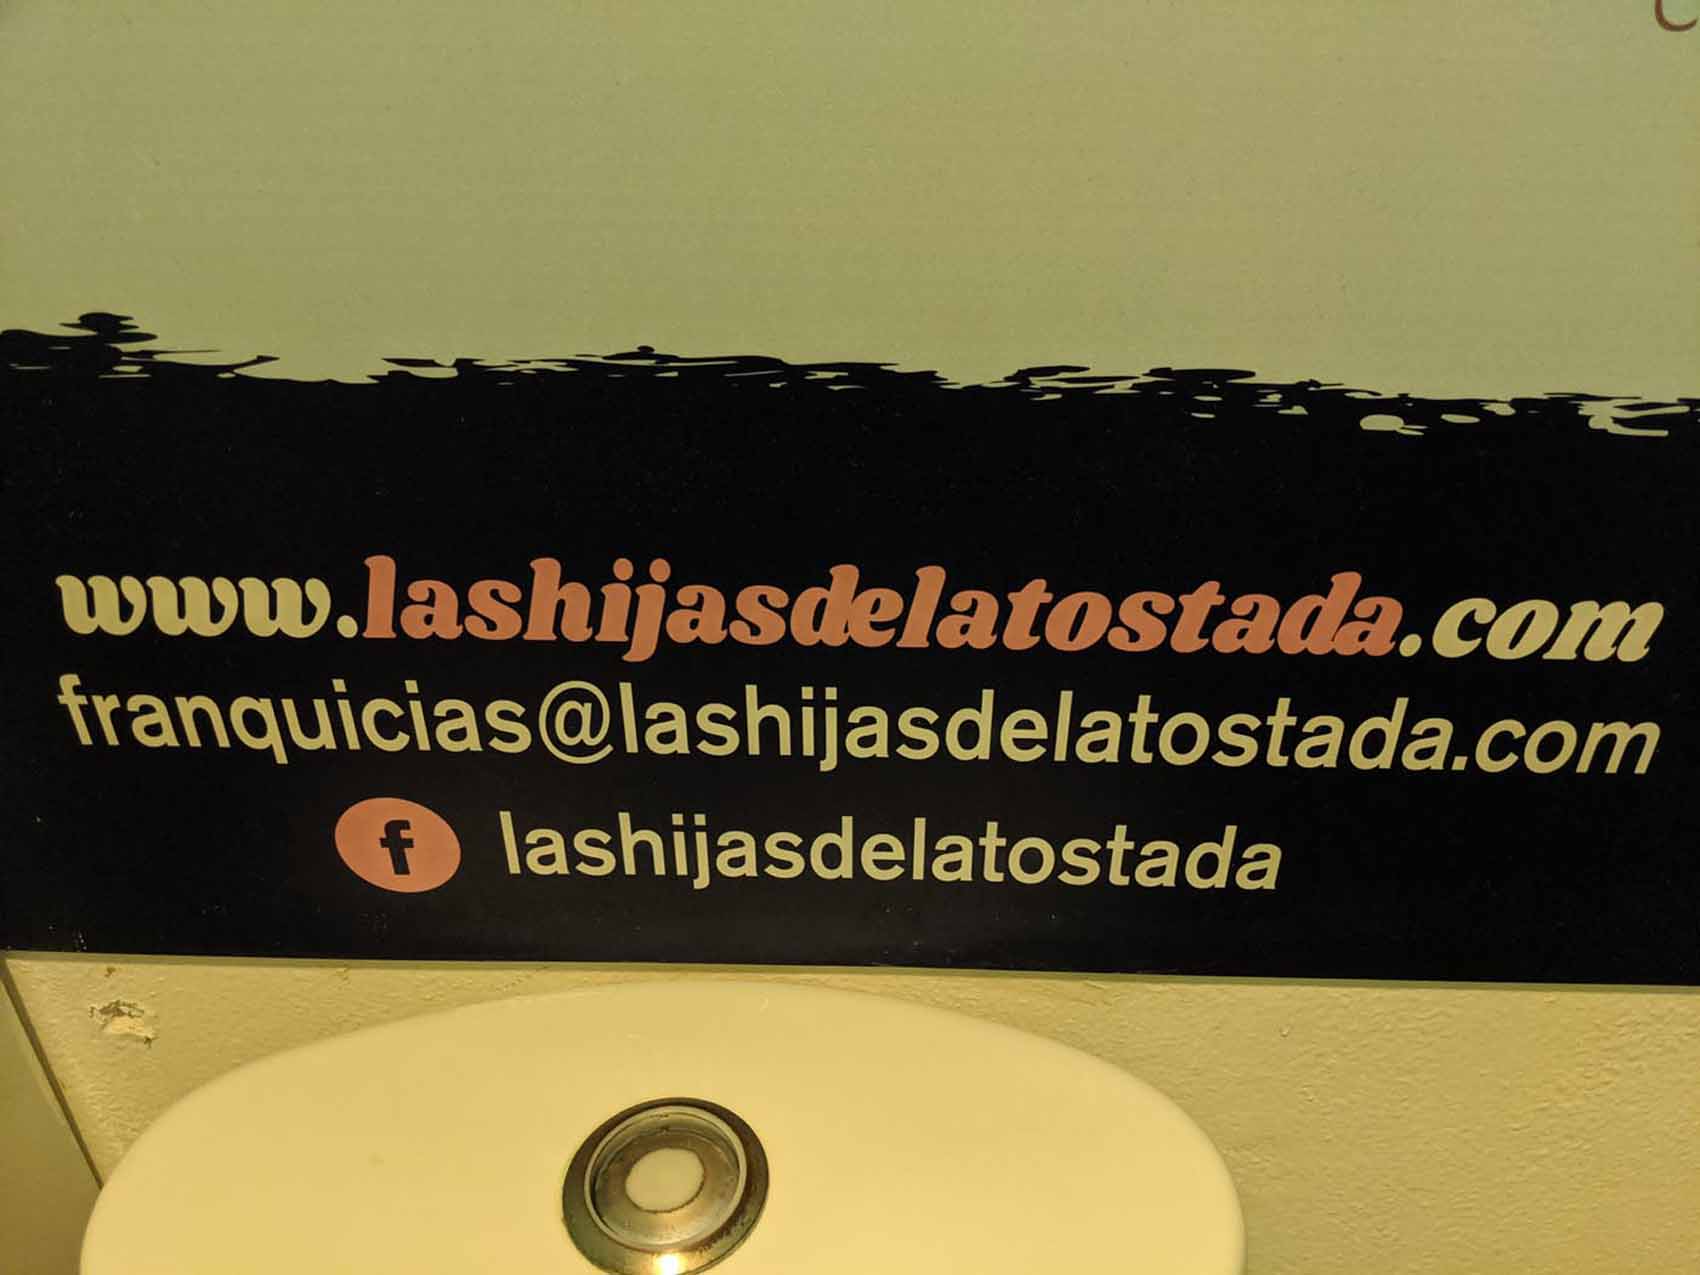 www.lashijasdelatostada.com
franquicias@lashijasdelatostada.com
f lashijasdelatostada